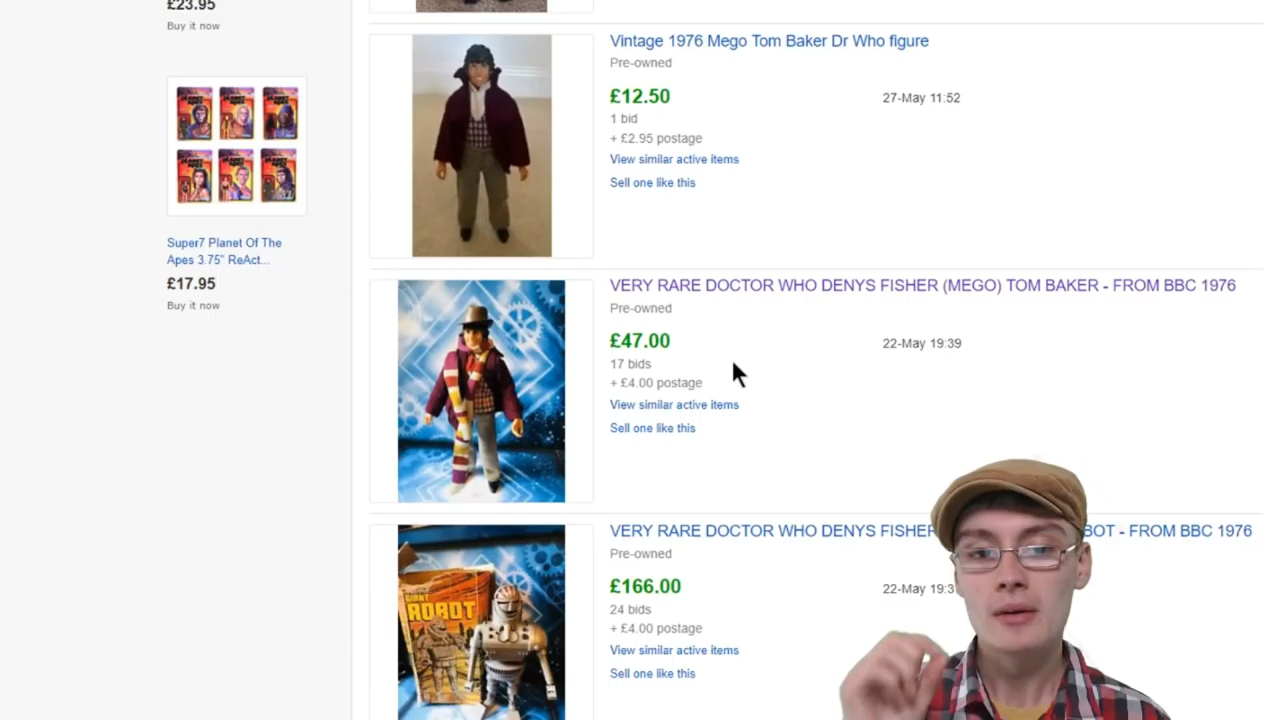 £23.95
Buy it now
Super7 Planet Of The
Apes 3.75" ReAct...
£17.95
Buy it now
Vintage 1976 Mego Tom Baker Dr Who figure
Pre-owned
£12.50
27-May 11:52
1 bid
+ £2.95 postage
View similar active items
Sell one like this
VERY RARE DOCTOR WHO DENYS FISHER (MEGO) TOM BAKER - FROM BBC 1976
Pre-owned
£47.00
22-May 19:39
17 bids
+ £4.00 postage
View similar active items
Sell one like this
VERY RARE DOCTOR WHO DENYS FISHER BOT - FROM BBC 1976
Pre-owned
£166.00
22-May 19:3
24 bids
+ £4.00 postage
View similar active items
Sell one like this
GIANT
ROBOT